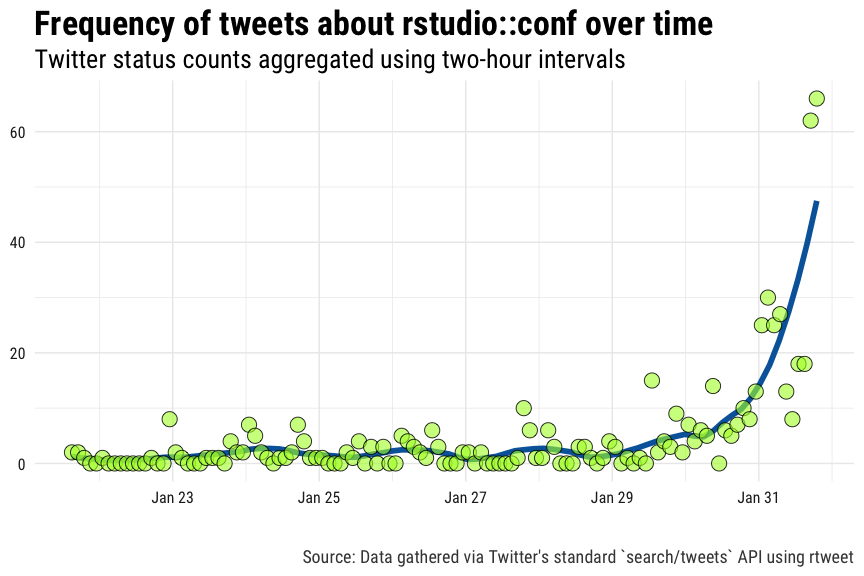 Frequency of tweets about rstudio::conf over time
Twitter status counts aggregated using two-hour intervals
60
40
20
0
Jan 23 Jan 25 Jan 27 Jan 29 Jan 31
Source: Data gathered via Twitter's standard `search/tweets` API using rtweet